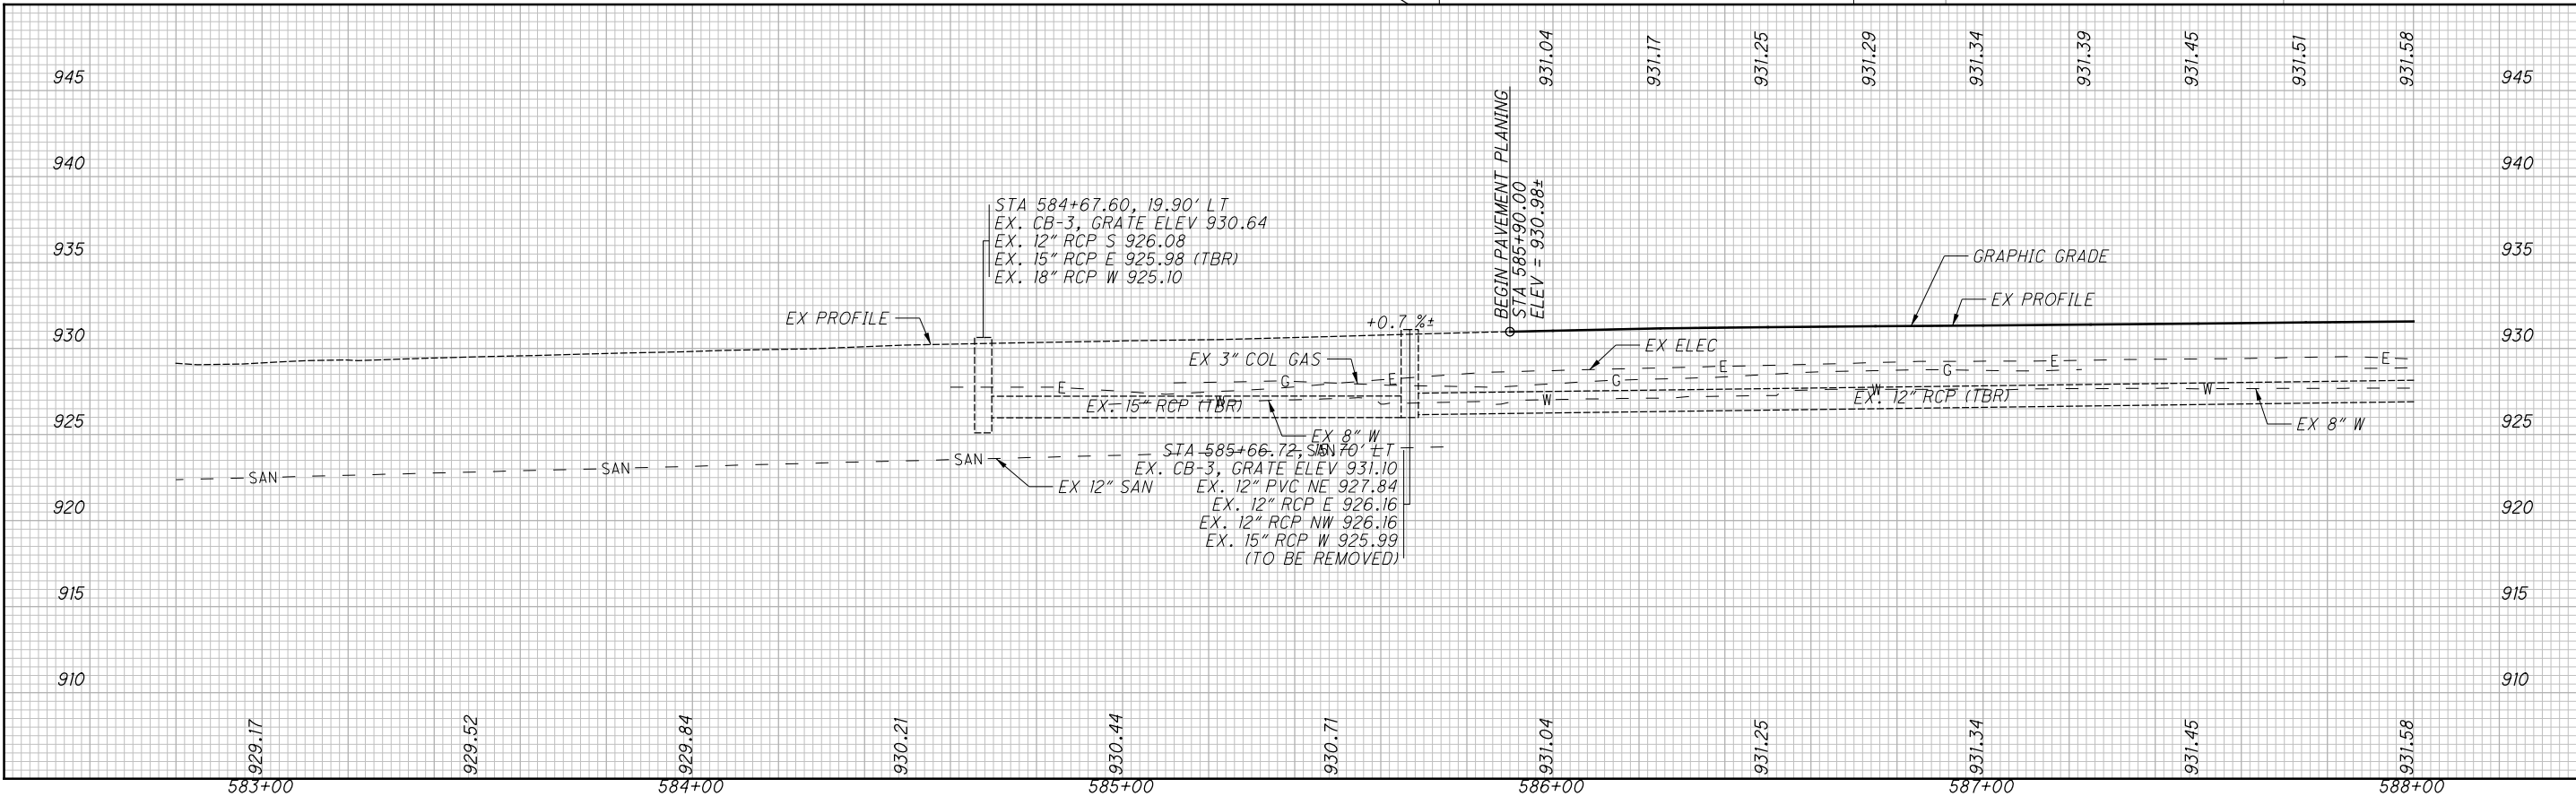 931.04
931.17
931.25
931.29
931.34
931.39
931.45
931.51
931.58
945
945
940
940
935
935
930
930
925
925
920
920
915
915
910
910
BEGIN PAVEMENT PLANING
STA 585+90.00
ELEV = 930.98±
STA 584+67.60, 19.90' LT
EX. CB-3, GRATE ELEV 930.64
EX. 12" RCP S 926.08
EX. 15" RCP E 925.98 (TBR)
EX. 18" RCP W 925.10
GRAPHIC GRADE
EX PROFILE
EX PROFILE
+0.7 %±
EX ELEC
EX 3" COL GAS
E
G
E
G
E
G
E
E
EX. 15" RCP (TBR)
W
W
W
EX. 12" RCP (TBR)
W
EX 8" W
EX 8" W
SAN
SAN
SAN
SAN
EX 12" SAN
STA 585+66.72, 18.70' LT
EX. CB-3, GRATE ELEV 931.10
EX. 12" PVC NE 927.84
EX. 12" RCP E 926.16
EX. 12" RCP NW 926.16
EX. 15" RCP W 925.99
(TO BE REMOVED)
929.17
929.52
929.84
930.21
930.44
930.71
931.04
931.25
931.34
931.45
931.58
583+00
584+00
585+00
586+00
587+00
588+00